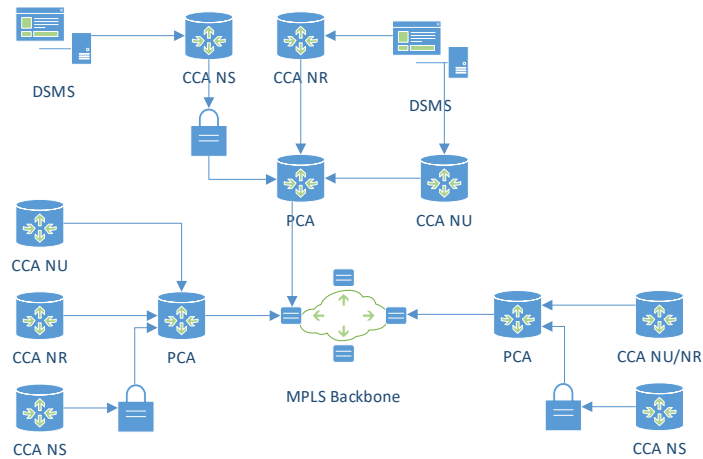 CCA NS
CCA NR
DSMS
DSMS
PCA
CCA NU
CCA NU
CCA NR
PCA
PCA
CCA NU/NR
MPLS Backbone
CCA NS
CCA NS